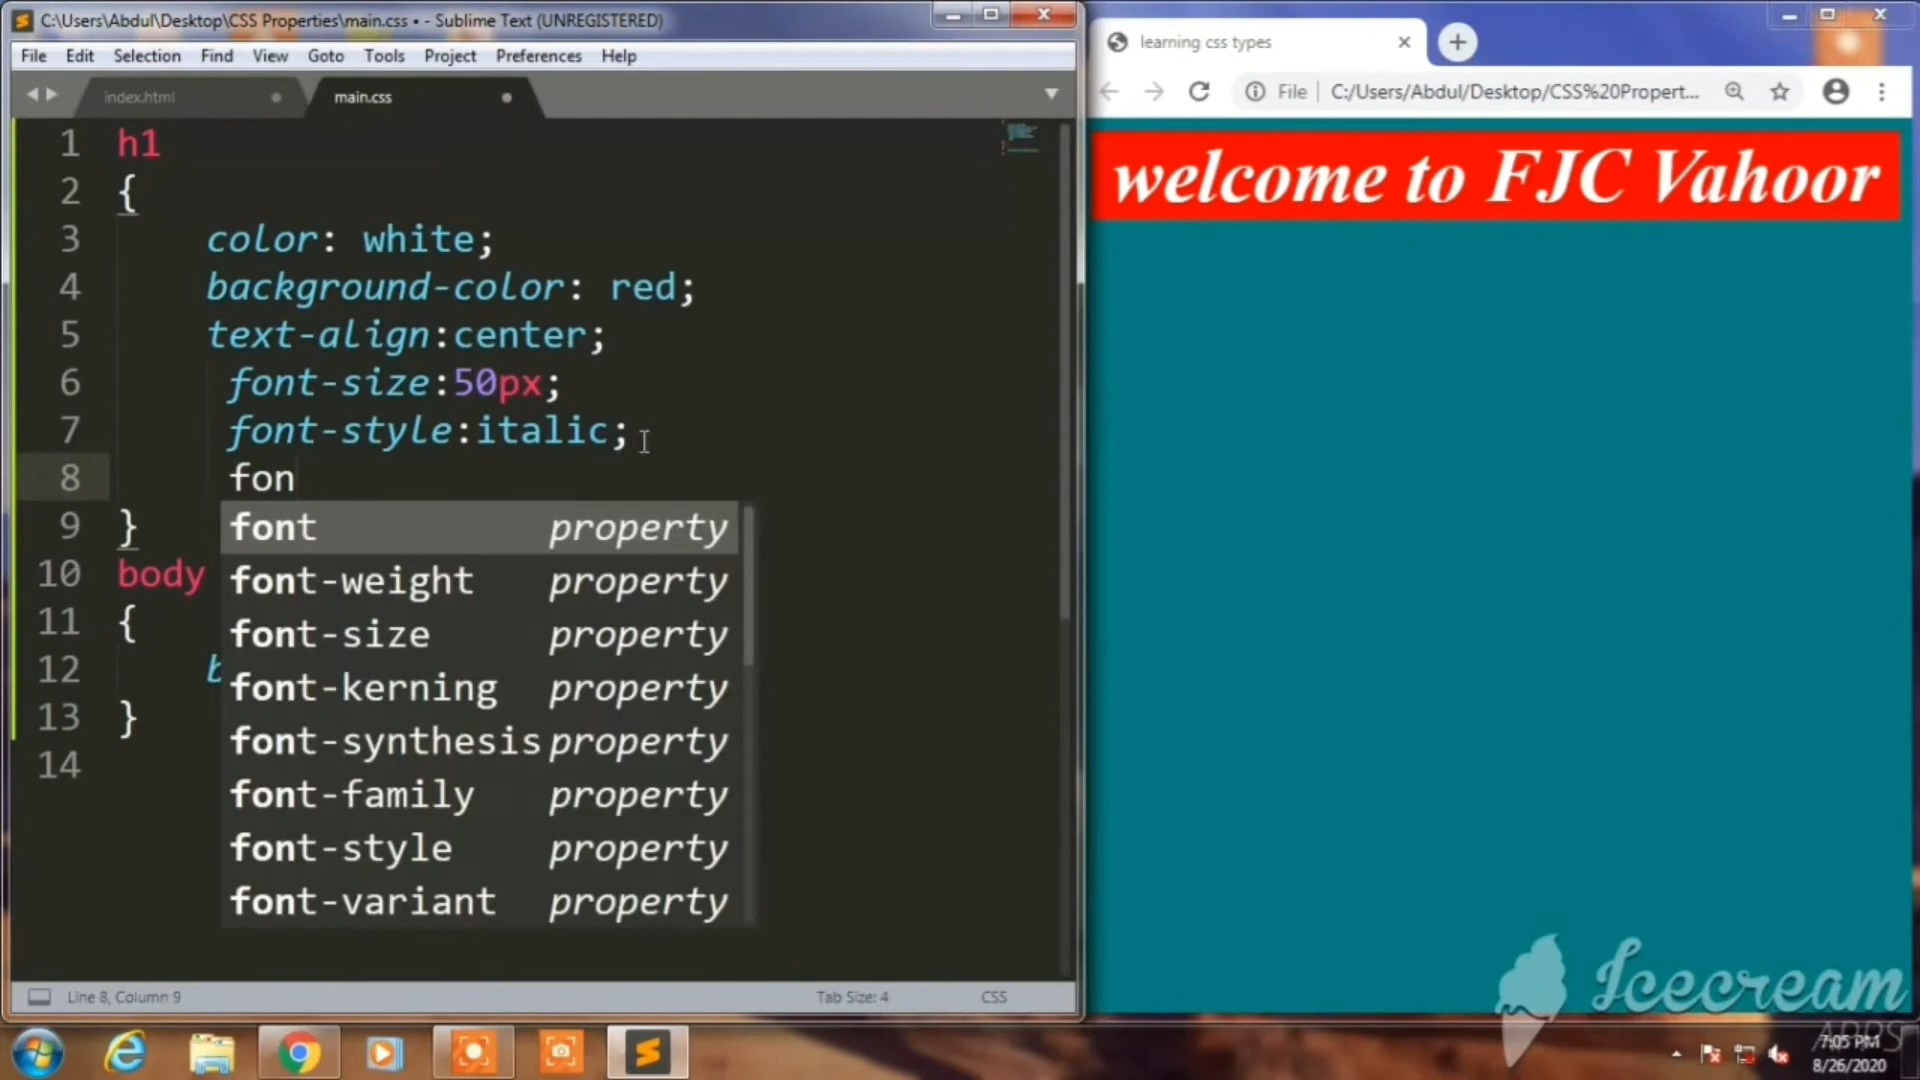 C:\Users\Abdul\Desktop\CSS Properties\main.css • - Sublime Text (UNREGISTERED)
File Edit Selection Find View Goto Tools Project Preferences Help
index.html
main.css
1 h1
2 {
3 color: white;
4 background-color: red;
5 text-align:center;
6 font-size:50px;
7 font-style:italic;
8 fon
9 }
font property
10 body
font-weight property
11 {
font-size property
12 b
font-kerning property
13 }
font-synthesis property
14
font-family property
font-style property
font-variant property
Line 8, Column 9
Tab Size: 4
CSS
learning css types
File C:/Users/Abdul/Desktop/CSS%20Propert...
welcome to FJC Vahoor
Icecream
APPS
7:05 PM
8/26/2020